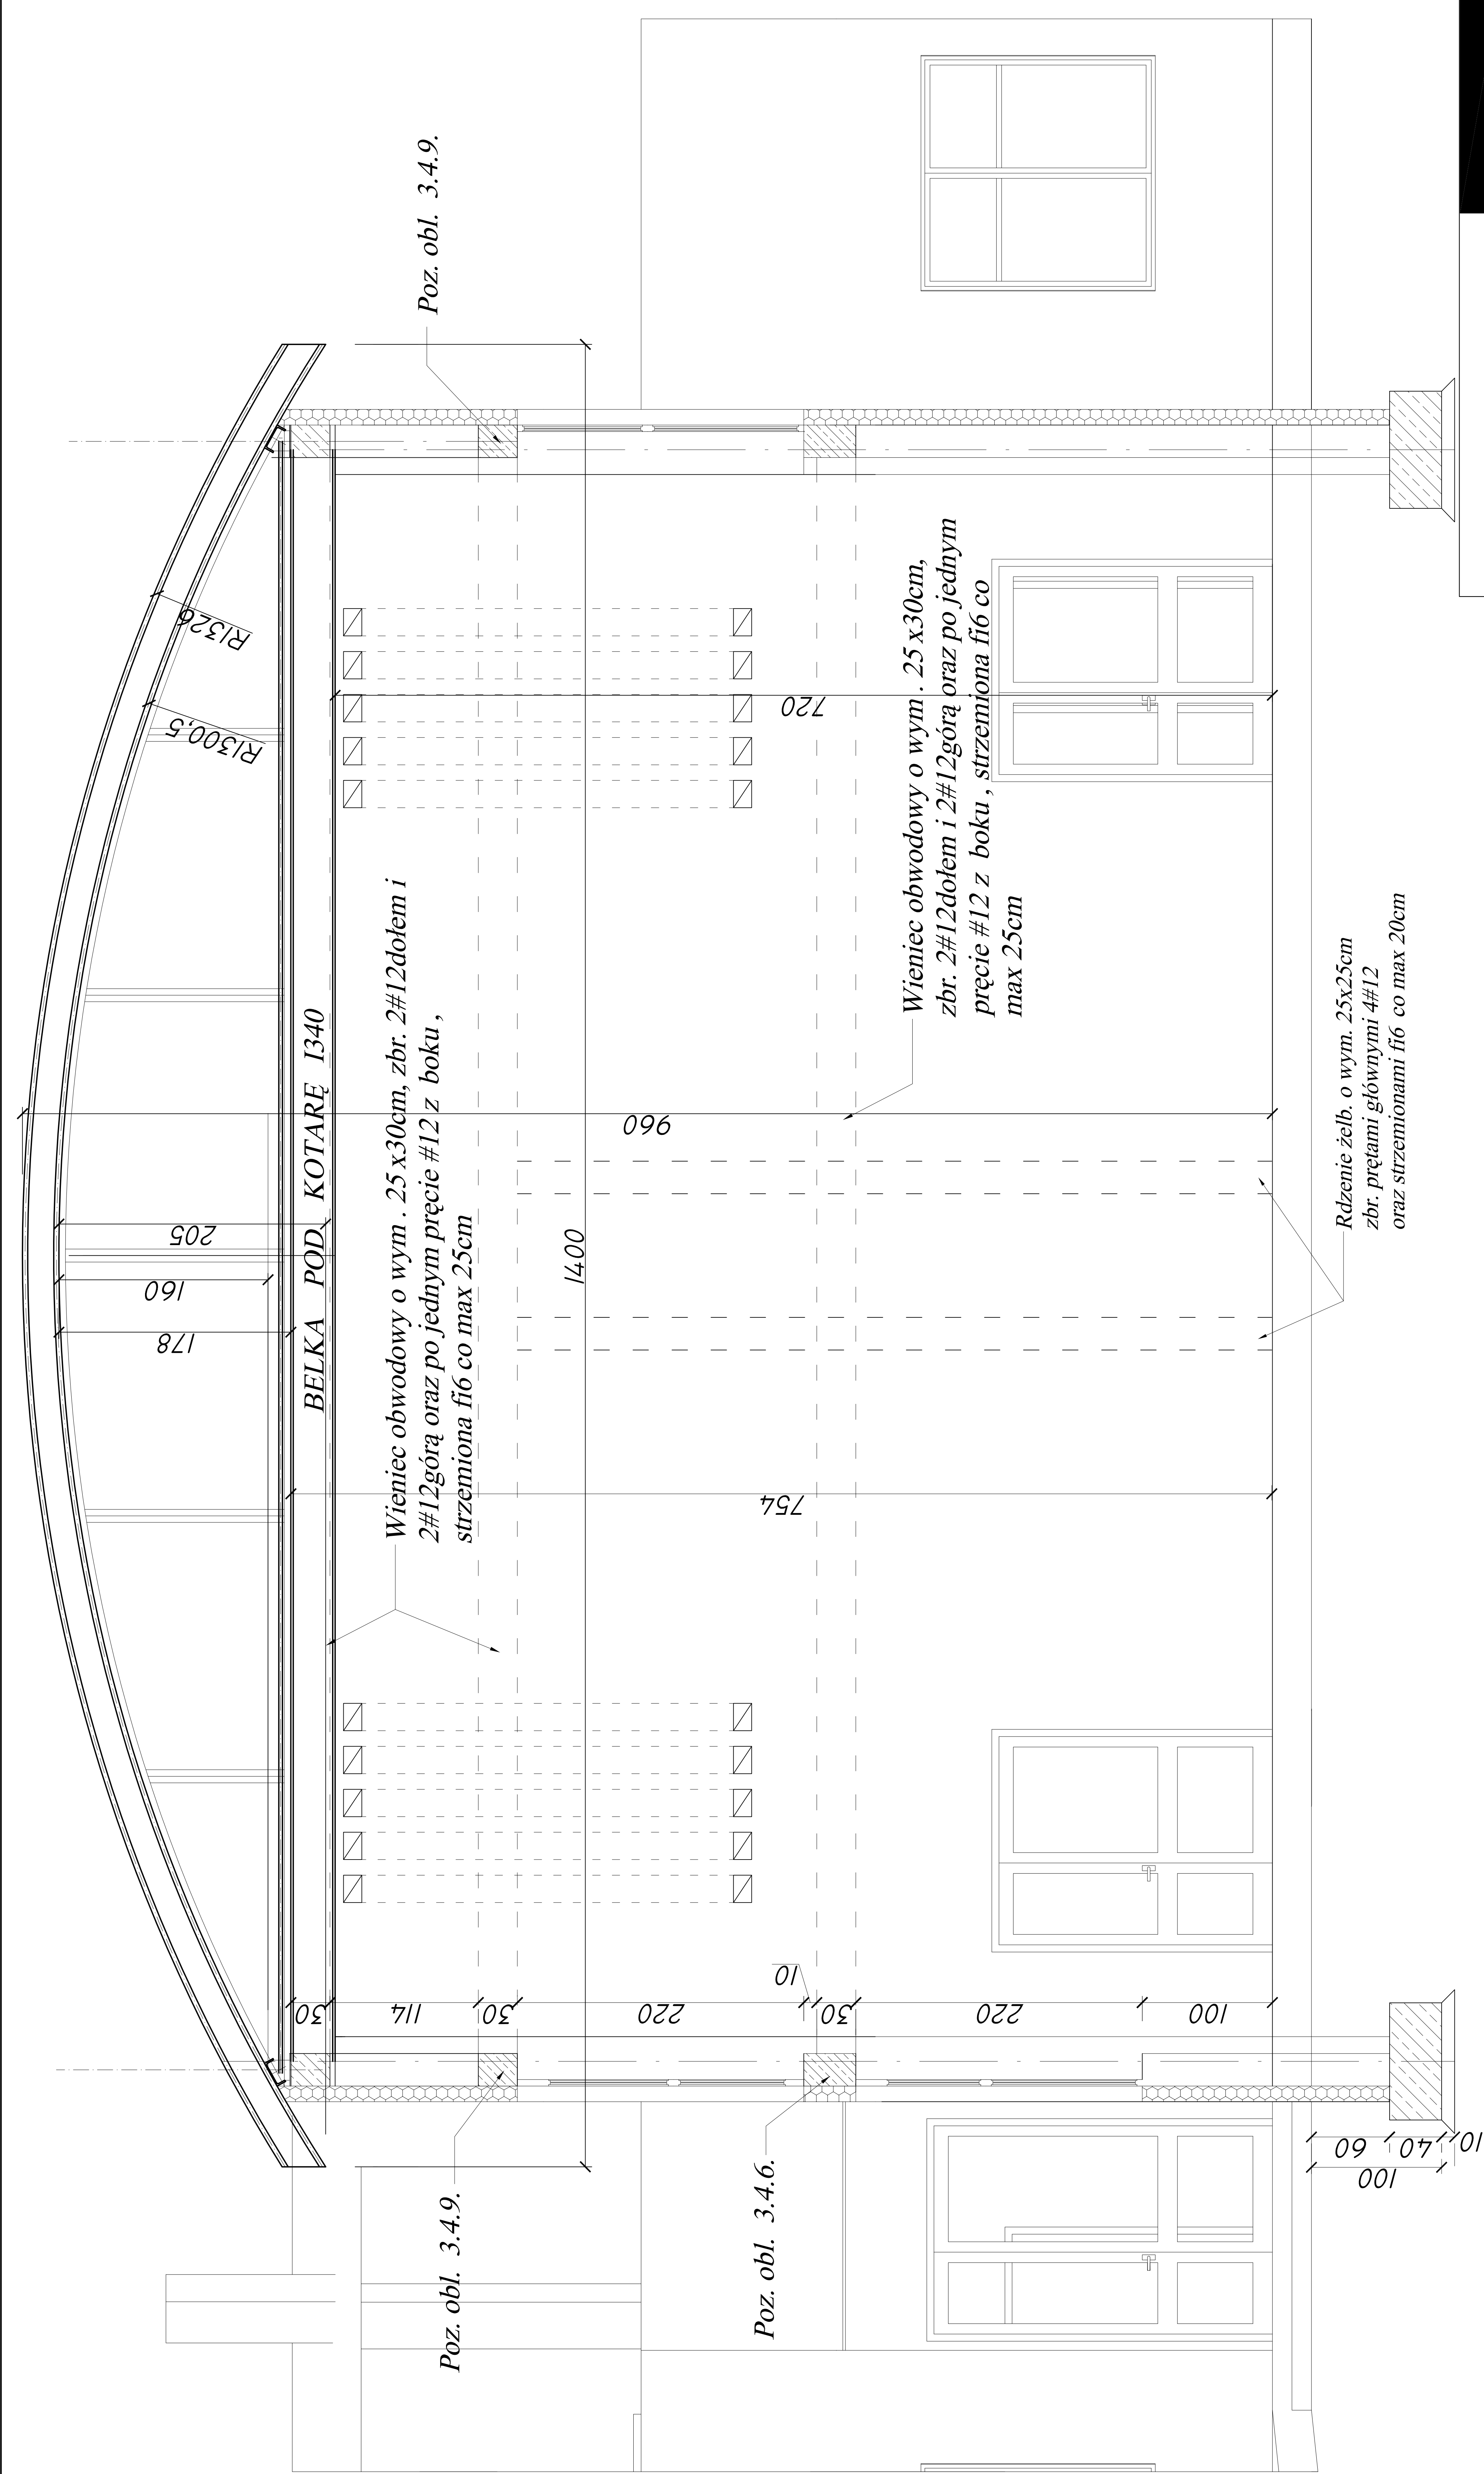 Poz. obl. 3.4.9.
R1326
R1300,5
BELKA POD KOTARĘ I340
205
160
178
Wieniec obwodowy o wym . 25 x30cm, zbr. 2#12dołem i
2#12górą oraz po jednym pręcie #12 z boku ,
strzemiona fi6 co max 25cm
1400
960
720
754
Wieniec obwodowy o wym . 25 x30cm,
zbr. 2#12dołem i 2#12górą oraz po jednym
pręcie #12 z boku , strzemiona fi6 co
max 25cm
Rdzenie żelb. o wym. 25x25cm
zbr. prętami głównymi 4#12
oraz strzemionami fi6 co max 20cm
30
114
30
220
10
30
220
100
Poz. obl. 3.4.9.
Poz. obl. 3.4.6.
60
40
10
100